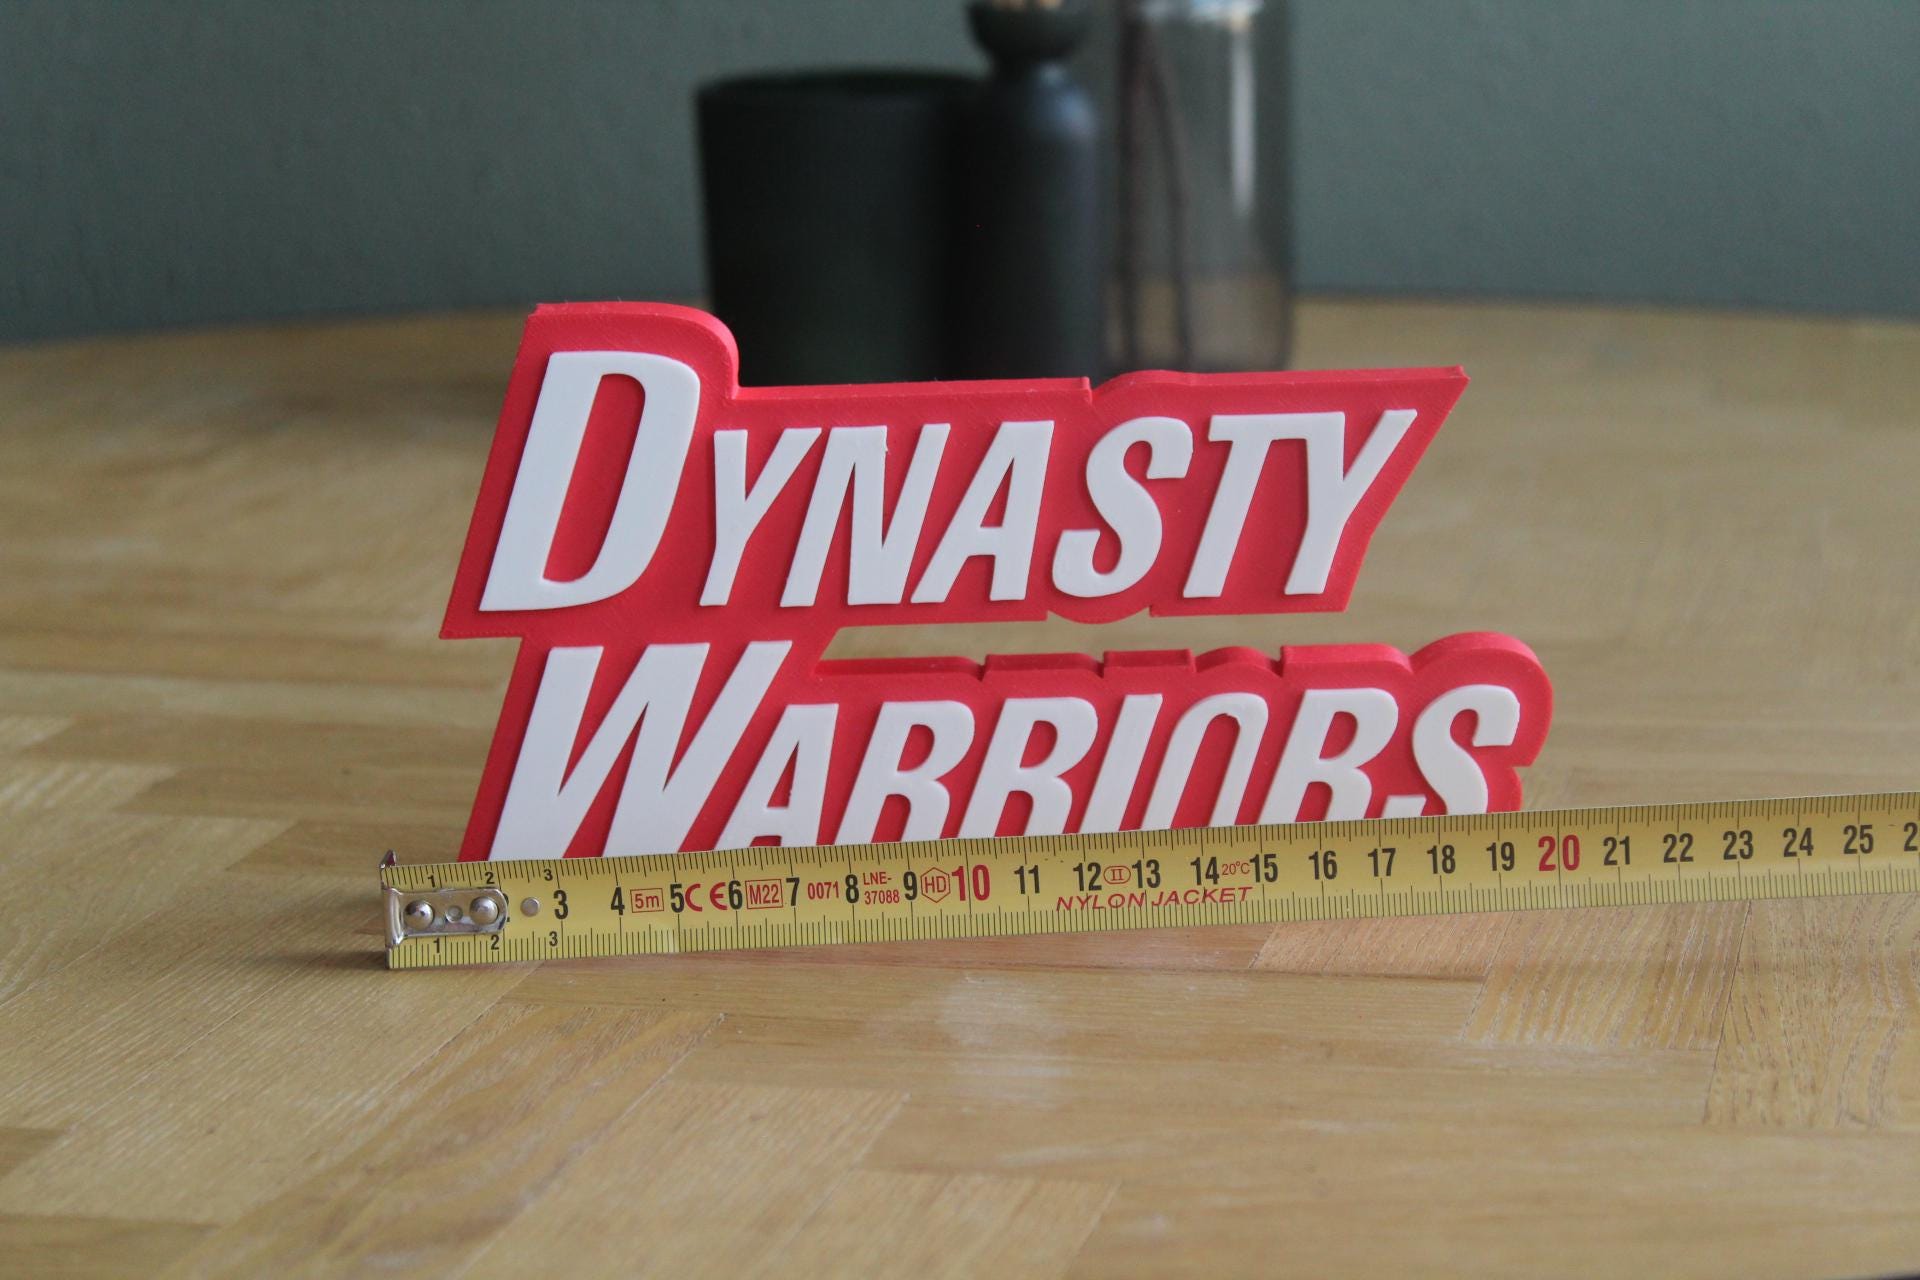 DYNASTY
WARRIORS
1 2 3
3 4 5m 5 CE 6 M22 7 0071 8 LNE-37088 9 HD 10 11 12 II 13 14 20°C 15 16 17 18 19 20 21 22 23 24 25
NYLON JACKET
1 2 3